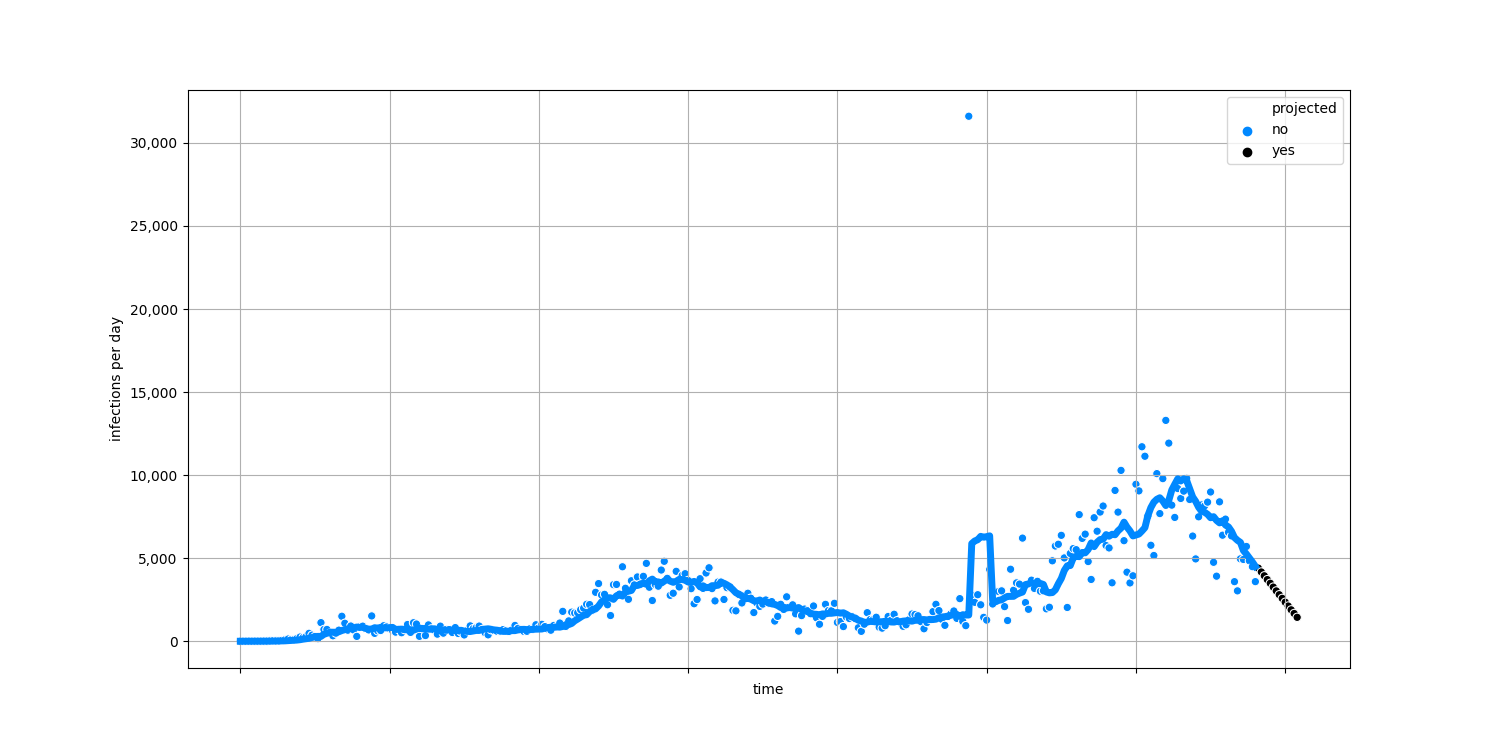 projected
no
yes
30,000
25,000
20,000
15,000
10,000
5,000
0
infections per day
time